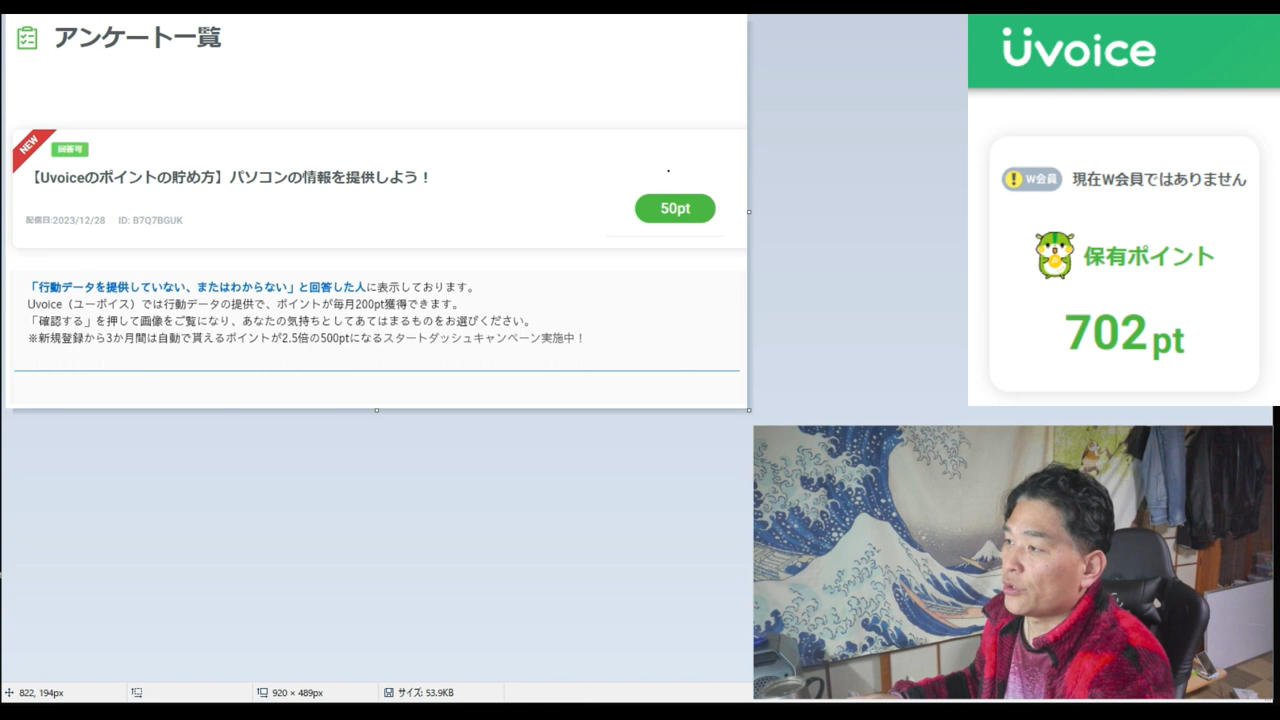 アンケート一覧
NEW
回答可
【Uvoiceのポイントの貯め方】パソコンの情報を提供しよう！
50pt
配信日:2023/12/28 ID: B7Q7BGUK
「行動データを提供していない、またはわからない」と回答した人に表示しております。
Uvoice（ユーボイス）では行動データの提供で、ポイントが毎月200pt獲得できます。
「確認する」を押して画像をご覧になり、あなたの気持ちとしてあてはまるものをお選びください。
※新規登録から3か月間は自動で貰えるポイントが2.5倍の500ptになるスタートダッシュキャンペーン実施中！
Uvoice
W会員 現在W会員ではありません
保有ポイント
702pt
822, 194px
920 × 489px
サイズ: 53.9KB